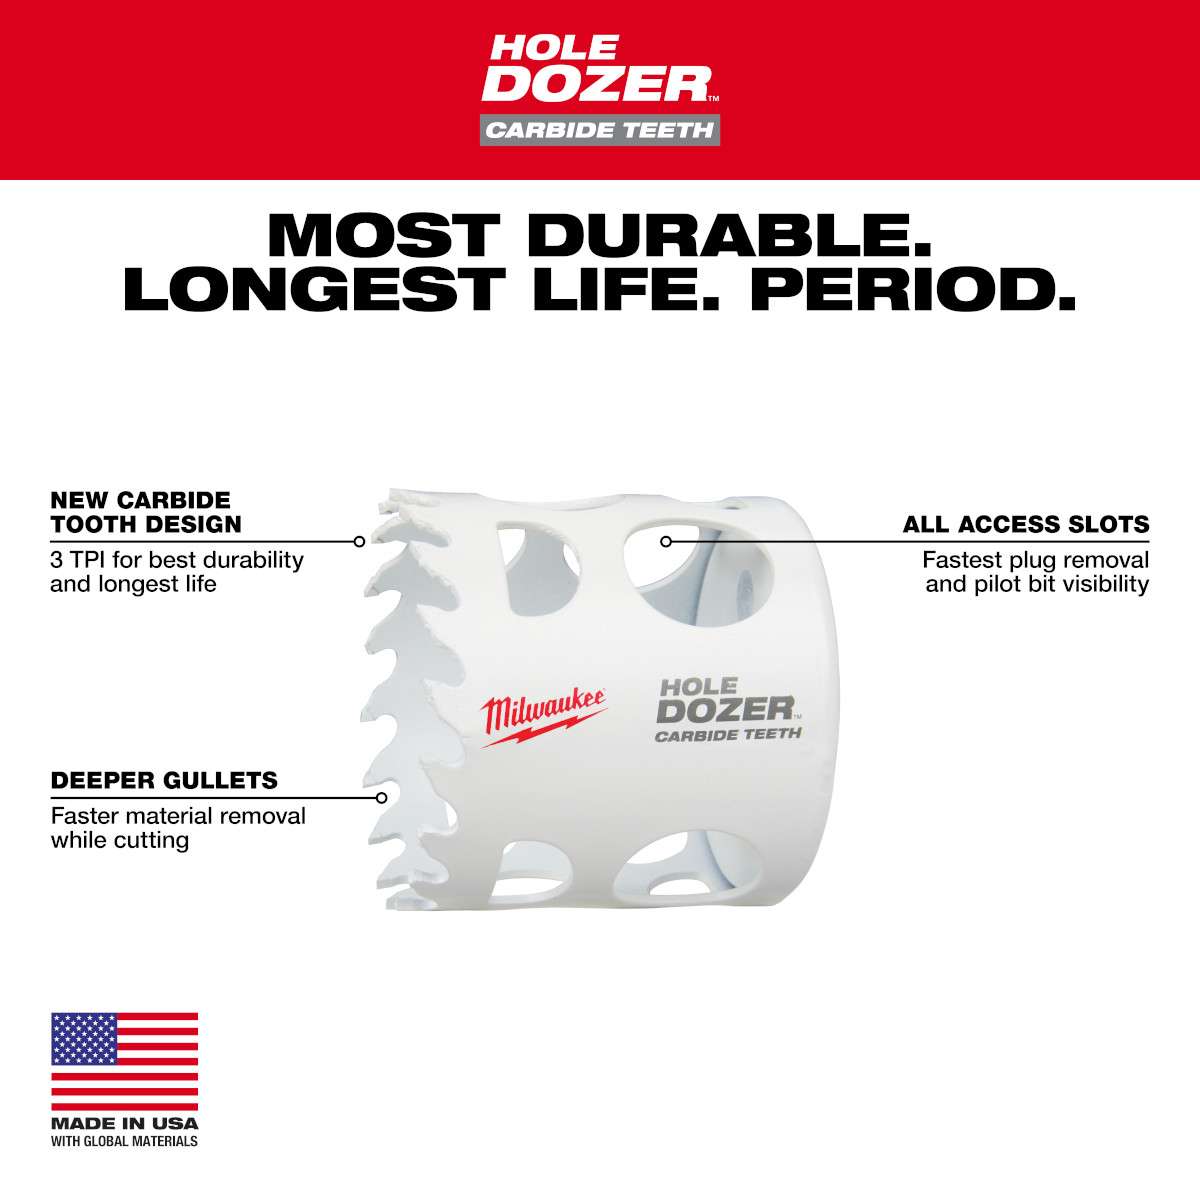 HOLE
DOZER™
CARBIDE TEETH
MOST DURABLE.
LONGEST LIFE. PERIOD.
NEW CARBIDE
TOOTH DESIGN
3 TPI for best durability
and longest life
ALL ACCESS SLOTS
Fastest plug removal
and pilot bit visibility
Milwaukee
HOLE
DOZER™
CARBIDE TEETH
DEEPER GULLETS
Faster material removal
while cutting
MADE IN USA
WITH GLOBAL MATERIALS